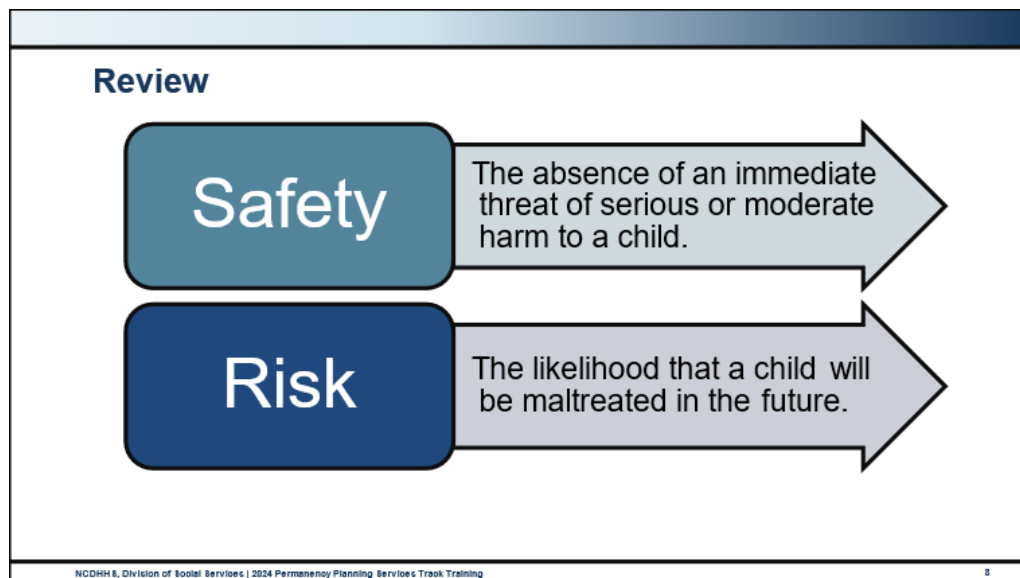 Review
Safety
The absence of an immediate
threat of serious or moderate
harm to a child.
Risk
The likelihood that a child will
be maltreated in the future.
NCDHHS, Division of Social Services | 2024 Permanency Planning Services Track Training
8